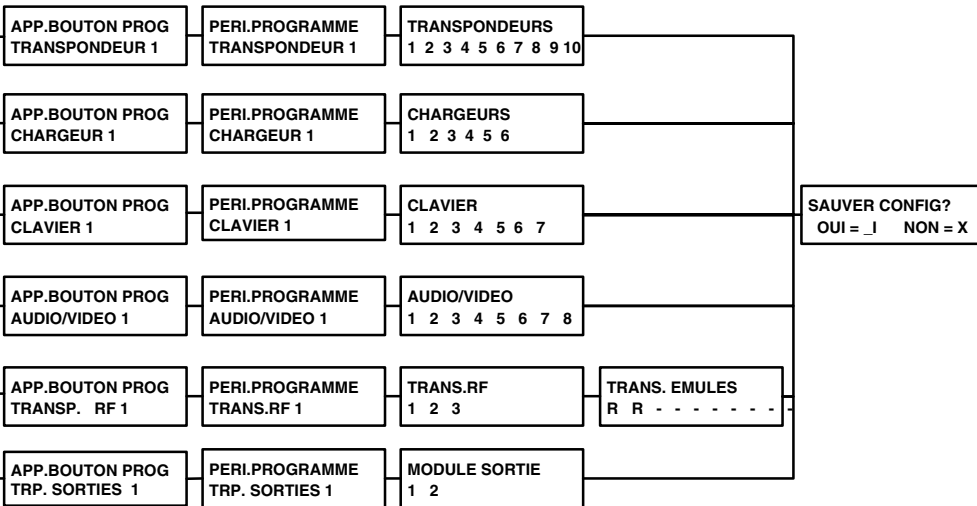 APP.BOUTON PROG
TRANSPONDEUR 1
PERI.PROGRAMME
TRANSPONDEUR 1
TRANSPONDEURS
1 2 3 4 5 6 7 8 9 10
APP.BOUTON PROG
CHARGEUR 1
PERI.PROGRAMME
CHARGEUR 1
CHARGEURS
1 2 3 4 5 6
APP.BOUTON PROG
CLAVIER 1
PERI.PROGRAMME
CLAVIER 1
CLAVIER
1 2 3 4 5 6 7
SAUVER CONFIG?
OUI = _I NON = X
APP.BOUTON PROG
AUDIO/VIDEO 1
PERI.PROGRAMME
AUDIO/VIDEO 1
AUDIO/VIDEO
1 2 3 4 5 6 7 8
APP.BOUTON PROG
TRANSP. RF 1
PERI.PROGRAMME
TRANS.RF 1
TRANS.RF
1 2 3
TRANS. EMULES
R R - - - - - - - -
APP.BOUTON PROG
TRP. SORTIES 1
PERI.PROGRAMME
TRP. SORTIES 1
MODULE SORTIE
1 2